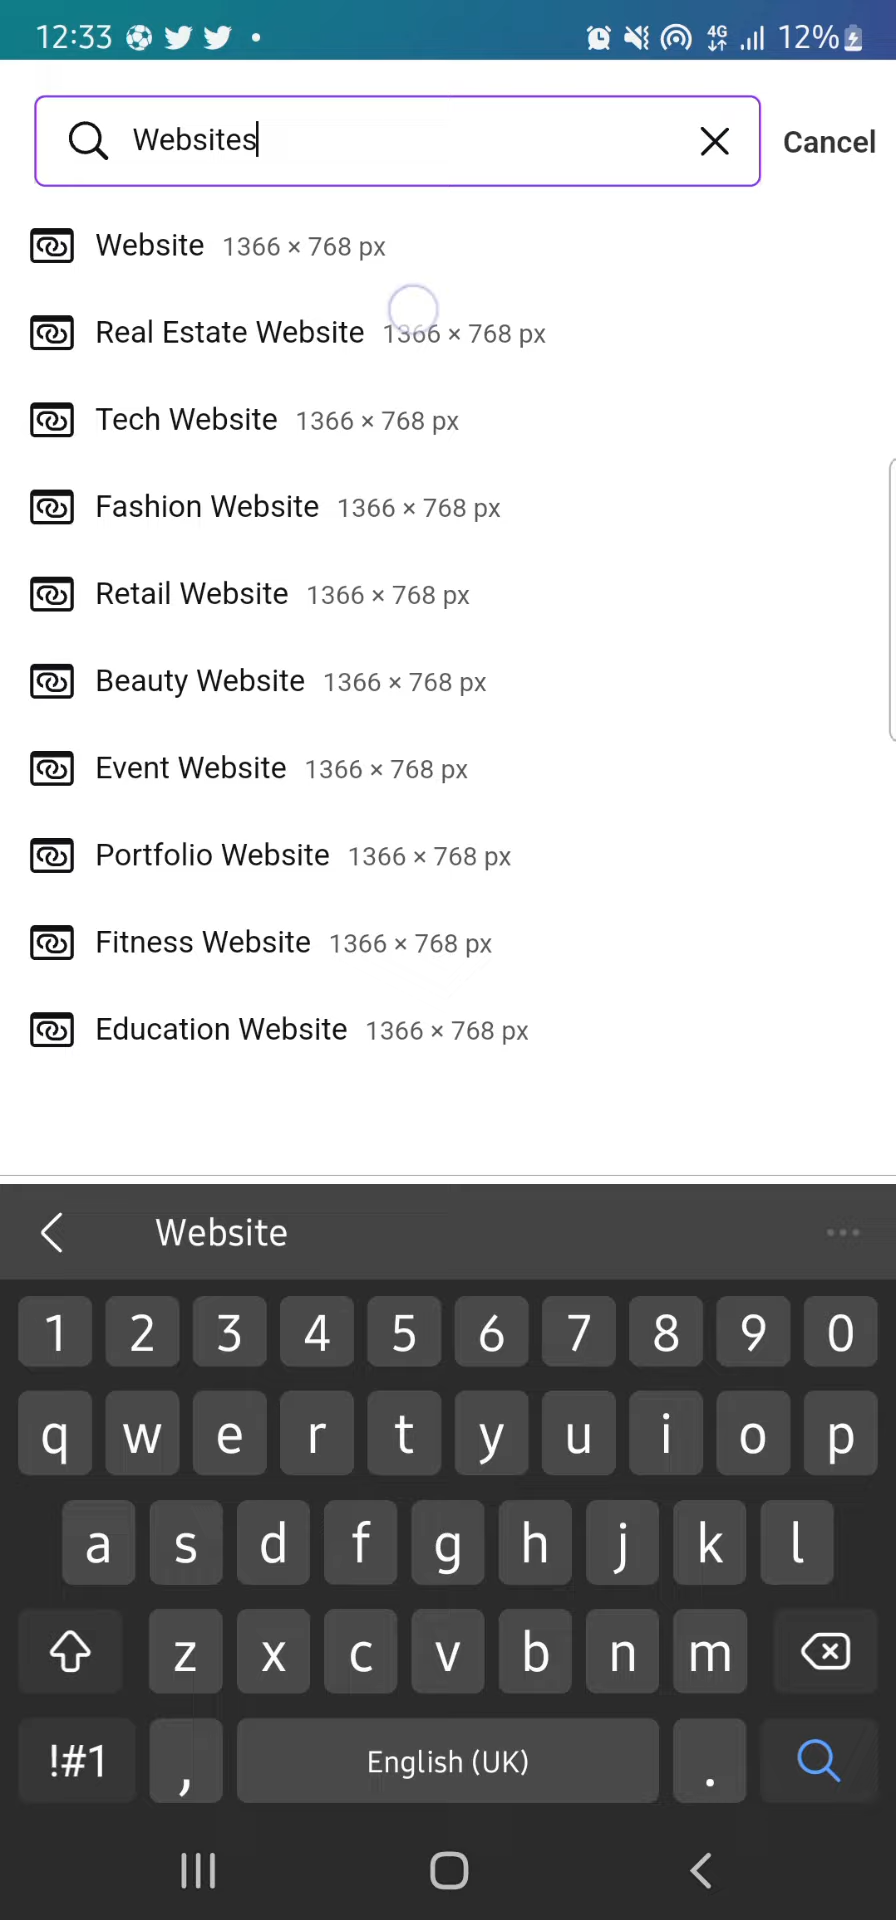 12:33 4G 12%
Websites Cancel
Website 1366 × 768 px
Real Estate Website 1366 × 768 px
Tech Website 1366 × 768 px
Fashion Website 1366 × 768 px
Retail Website 1366 × 768 px
Beauty Website 1366 × 768 px
Event Website 1366 × 768 px
Portfolio Website 1366 × 768 px
Fitness Website 1366 × 768 px
Education Website 1366 × 768 px
Website
1 2 3 4 5 6 7 8 9 0
q w e r t y u i o p
a s d f g h j k l
z x c v b n m
!#1 , English (UK) .